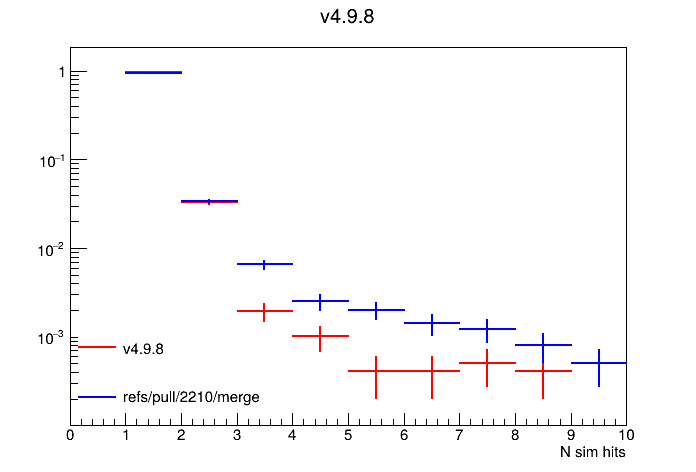 v4.9.8
1
10⁻¹
10⁻²
10⁻³
v4.9.8
refs/pull/2210/merge
0 1 2 3 4 5 6 7 8 9 10
N sim hits